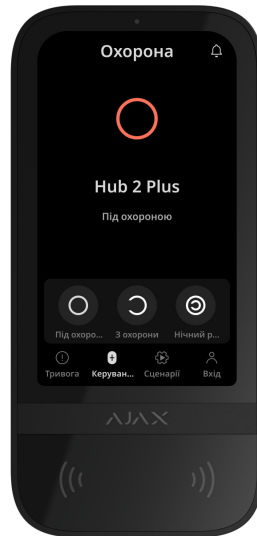 Охорона
Hub 2 Plus
Під охороною
Під охоро... З охорони Нічний р...
Тривога Керуван... Сценарії Вхід
AJAX